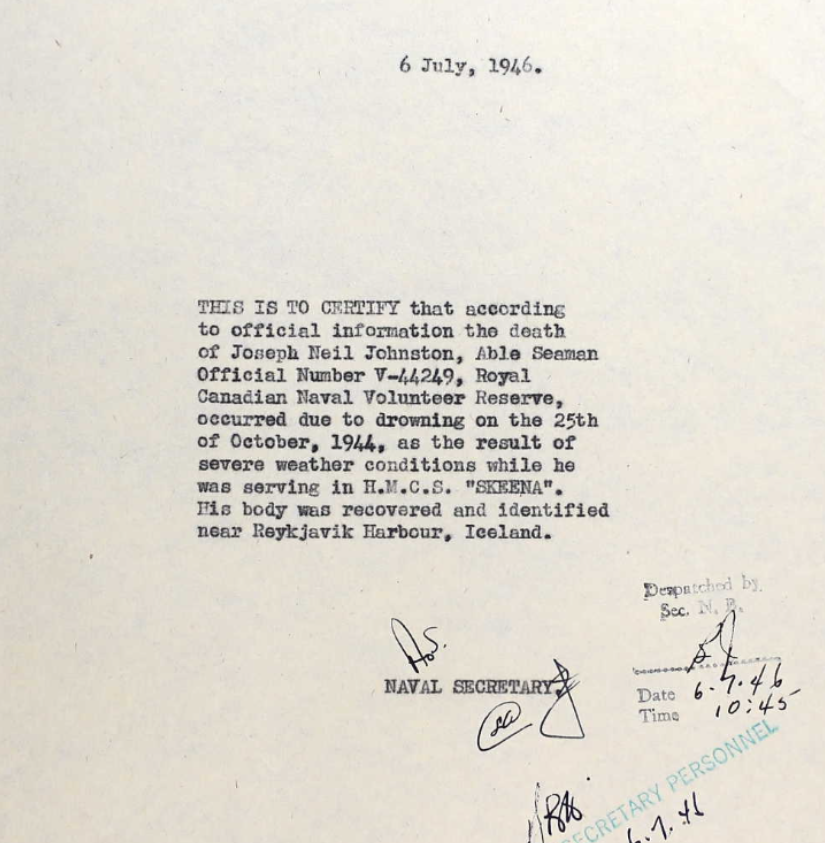 6 July, 1946.
THIS IS TO CERTIFY that according
to official information the death
of Joseph Neil Johnston, Able Seaman
Official Number V-44249, Royal
Canadian Naval Volunteer Reserve,
occurred due to drowning on the 25th
of October, 1944, as the result of
severe weather conditions while he
was serving in H.M.C.S. "SKEENA".
His body was recovered and identified
near Reykjavik Harbour, Iceland.
Despatched by
Sec. N. B.
NAVAL SECRETARY.
Date 6.7.46
Time 10:45
SECRETARY PERSONNEL
6.7.46